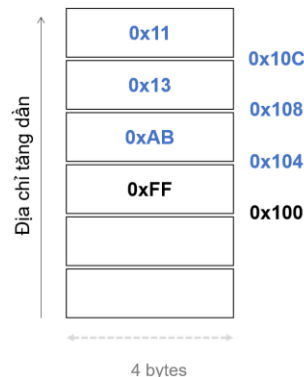 0x11
0x10C
0x13
0x108
0xAB
0x104
0xFF
0x100
Địa chỉ tăng dần
4 bytes